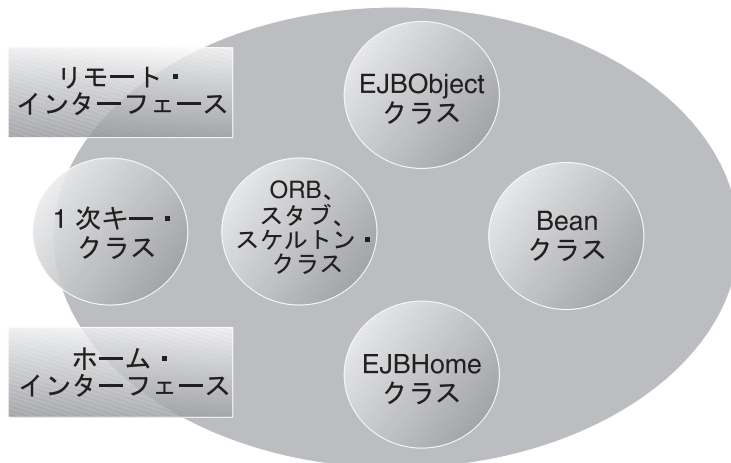 リモート・
インターフェース
EJBObject
クラス
1 次キー・
クラス
ORB、
スタブ、
スケルトン・
クラス
Bean
クラス
ホーム・
インターフェース
EJBHome
クラス